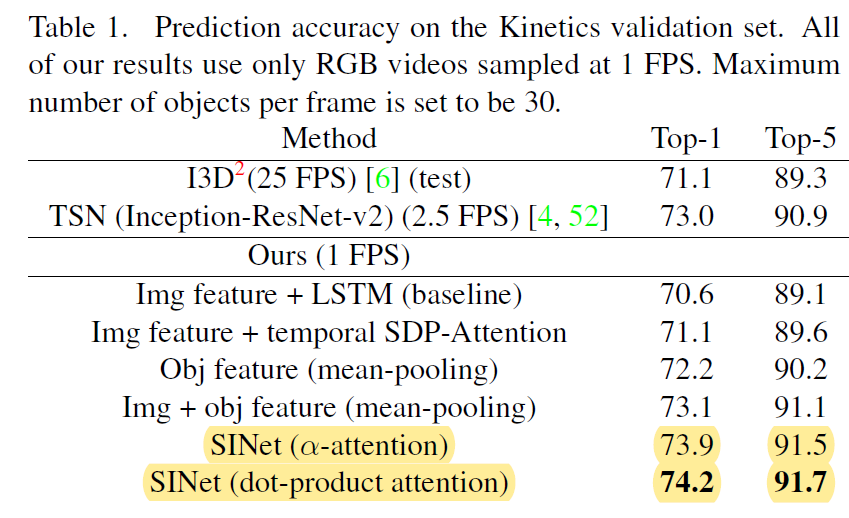 Table 1. Prediction accuracy on the Kinetics validation set. All
of our results use only RGB videos sampled at 1 FPS. Maximum
number of objects per frame is set to be 30.
Method Top-1 Top-5
I3D²(25 FPS) [6] (test) 71.1 89.3
TSN (Inception-ResNet-v2) (2.5 FPS) [4, 52] 73.0 90.9
Ours (1 FPS)
Img feature + LSTM (baseline) 70.6 89.1
Img feature + temporal SDP-Attention 71.1 89.6
Obj feature (mean-pooling) 72.2 90.2
Img + obj feature (mean-pooling) 73.1 91.1
SINet (α-attention) 73.9 91.5
SINet (dot-product attention) 74.2 91.7